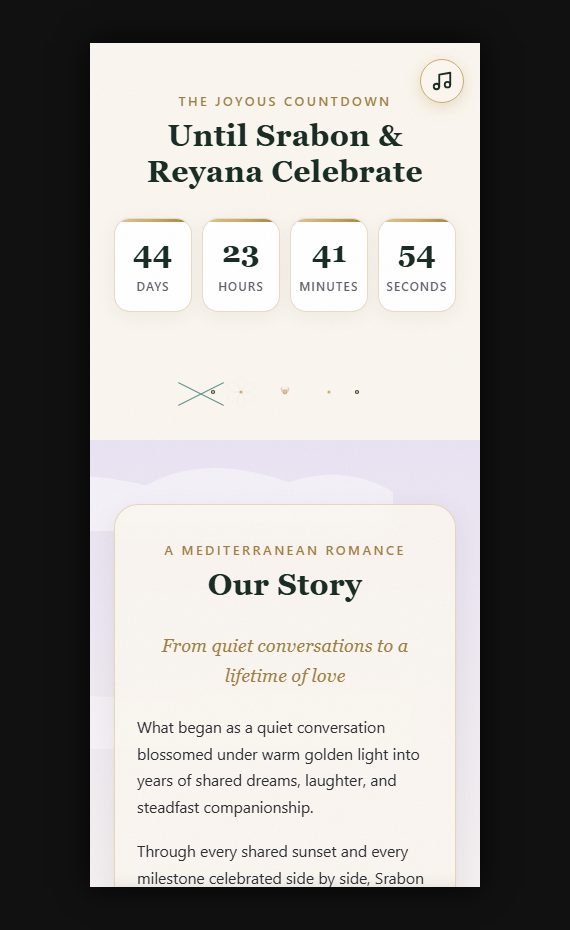 THE JOYOUS COUNTDOWN
Until Srabon &
Reyana Celebrate
44 23 41 54
DAYS HOURS MINUTES SECONDS
A MEDITERRANEAN ROMANCE
Our Story
From quiet conversations to a
lifetime of love
What began as a quiet conversation
blossomed under warm golden light into
years of shared dreams, laughter, and
steadfast companionship.
Through every shared sunset and every
milestone celebrated side by side, Srabon